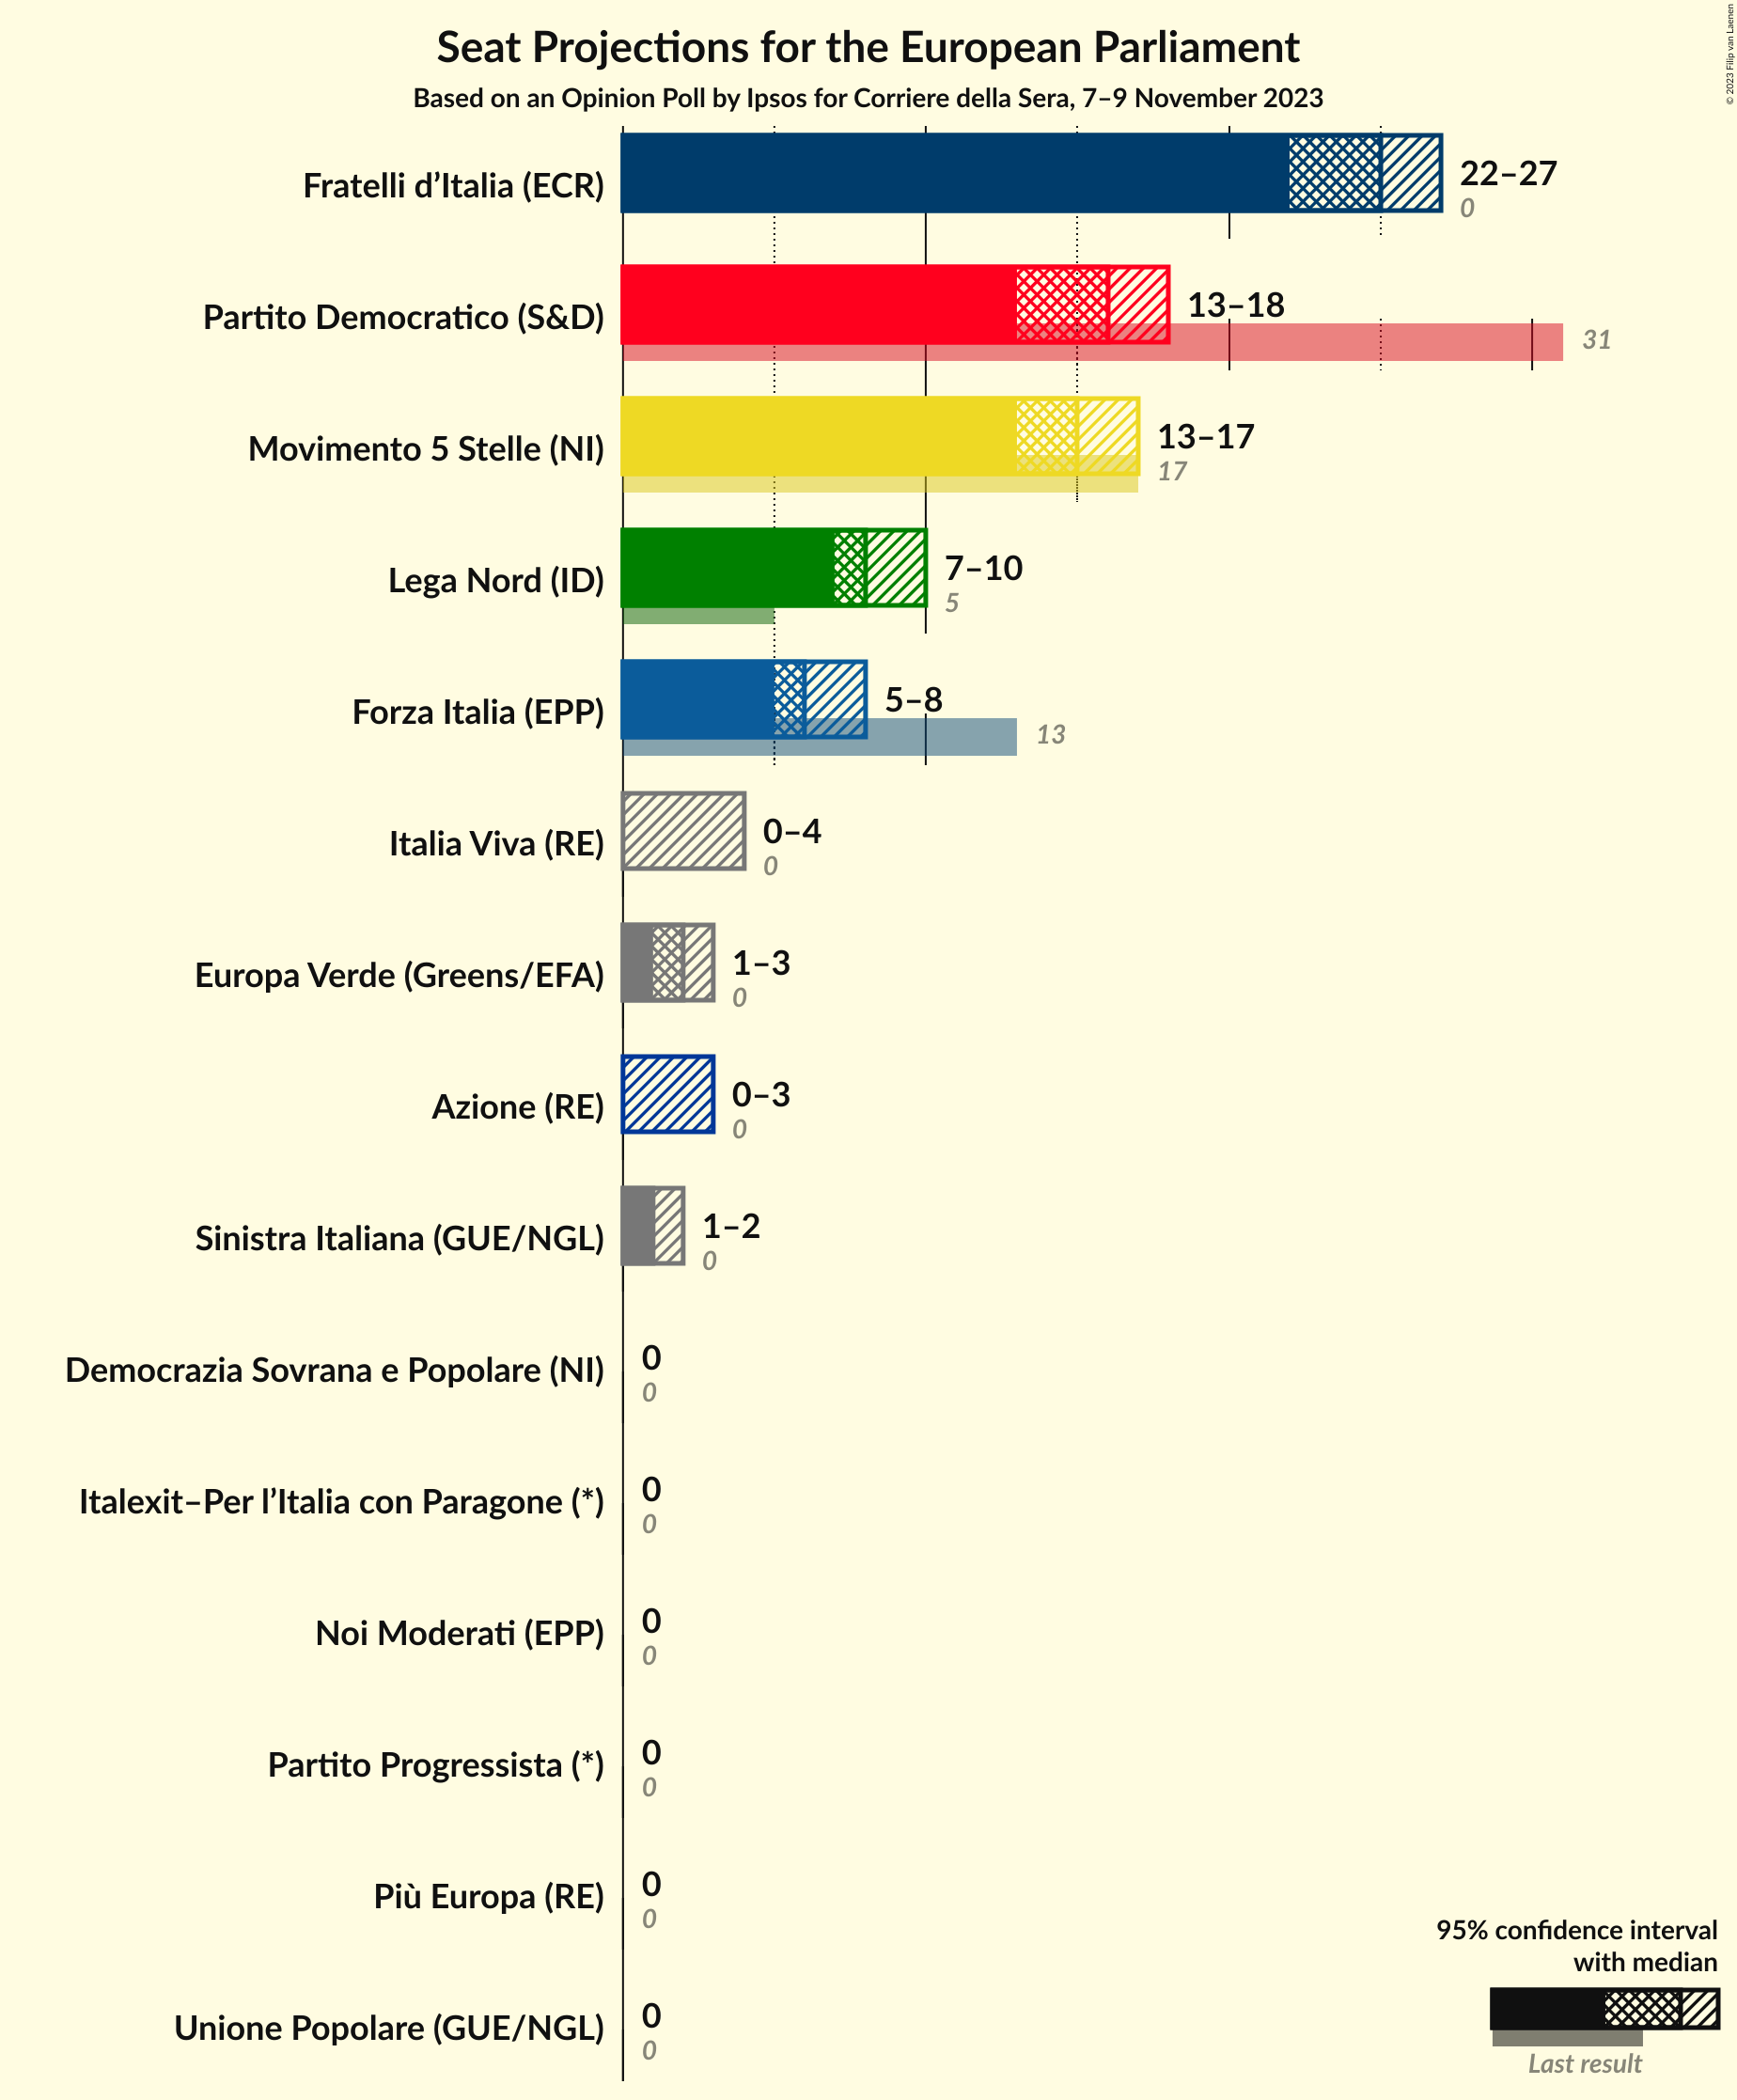 © 2023 Filip van Laenen
Seat Projections for the European Parliament
Based on an Opinion Poll by Ipsos for Corriere della Sera, 7–9 November 2023
Fratelli d’Italia (ECR)
22–27
0
Partito Democratico (S&D)
13–18
31
Movimento 5 Stelle (NI)
13–17
17
Lega Nord (ID)
7–10
5
Forza Italia (EPP)
5–8
13
Italia Viva (RE)
0–4
0
Europa Verde (Greens/EFA)
1–3
0
Azione (RE)
0–3
0
Sinistra Italiana (GUE/NGL)
1–2
0
Democrazia Sovrana e Popolare (NI)
0
0
Italexit–Per l’Italia con Paragone (*)
0
0
Noi Moderati (EPP)
0
0
Partito Progressista (*)
0
0
Più Europa (RE)
0
0
Unione Popolare (GUE/NGL)
0
0
95% confidence interval
with median
Last result